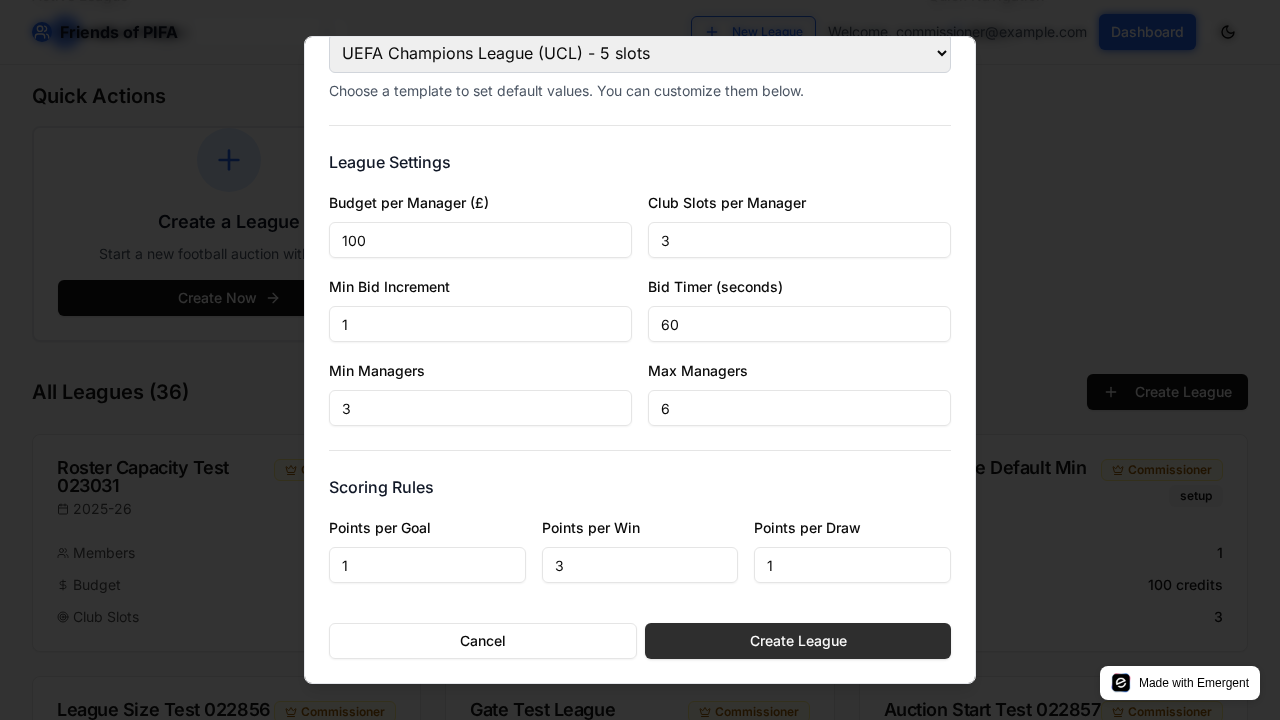 Friends of PIFA
New League
Welcome, commissioner@example.com
Dashboard
Quick Actions
Create a League
Start a new football auction with
Create Now
All Leagues (36)
Create League
Roster Capacity Test
023031
2025-26
Members
Budget
Club Slots
e Default Min
Commissioner
setup
1
100 credits
3
League Size Test 022856
Commissioner
Gate Test League
Commissioner
Auction Start Test 022857
Commissioner
UEFA Champions League (UCL) - 5 slots
Choose a template to set default values. You can customize them below.
League Settings
Budget per Manager (£)
100
Club Slots per Manager
3
Min Bid Increment
1
Bid Timer (seconds)
60
Min Managers
3
Max Managers
6
Scoring Rules
Points per Goal
1
Points per Win
3
Points per Draw
1
Cancel
Create League
Made with Emergent